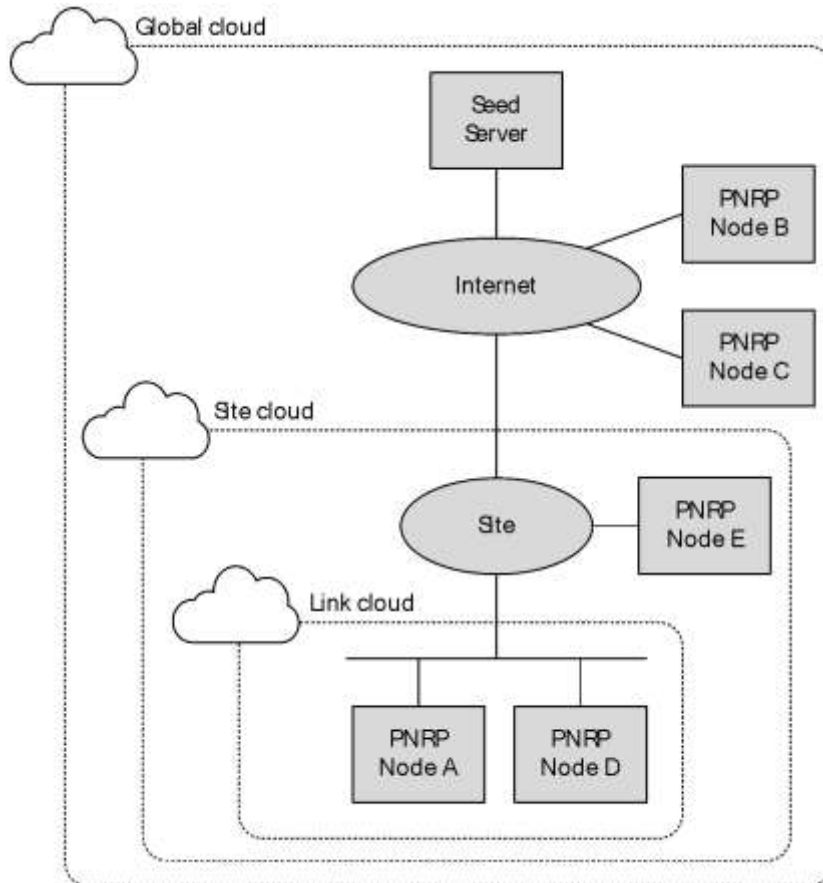 Global cloud
Seed
Server
PNRP
Node B
Internet
PNRP
Node C
Site cloud
Site
PNRP
Node E
Link cloud
PNRP
Node A
PNRP
Node D